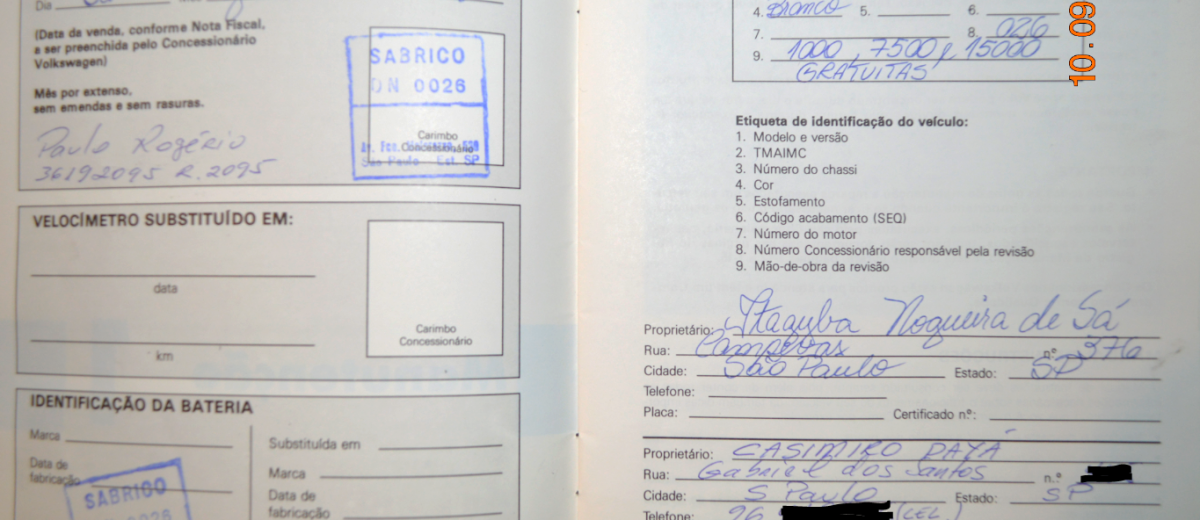 Dia
(Data da venda, conforme Nota Fiscal,
a ser preenchida pelo Concessionário
Volkswagen)
Mês por extenso,
sem emendas e sem rasuras.
Paulo Rogério
36192095 R. 2095
SABRICO
DN 0026
Carimbo
Concessionário
São Paulo Est. SP
VELOCÍMETRO SUBSTITUÍDO EM:
data
km
Carimbo
Concessionário
IDENTIFICAÇÃO DA BATERIA
Marca
Data de
fabricação
SABRICO
0026
Substituída em
Marca
Data de
fabricação
4. Branco 5. 6.
7. 8. 026
9. 1000, 7500, 15000
GRATUITAS
10.09
Etiqueta de identificação do veículo:
1. Modelo e versão
2. TMAIMC
3. Número do chassi
4. Cor
5. Estofamento
6. Código acabamento (SEQ)
7. Número do motor
8. Número Concessionário responsável pela revisão
9. Mão-de-obra da revisão
Proprietário: Itaquba Nogueira de Sá
Rua: nº 376
Cidade: São Paulo Estado: SP
Telefone:
Placa: Certificado n.º:
Proprietário: CASIMIRO PAYÁ
Rua: Gabriel dos Santos n.º
Cidade: S Paulo Estado: SP
Telefone: (CEL.)